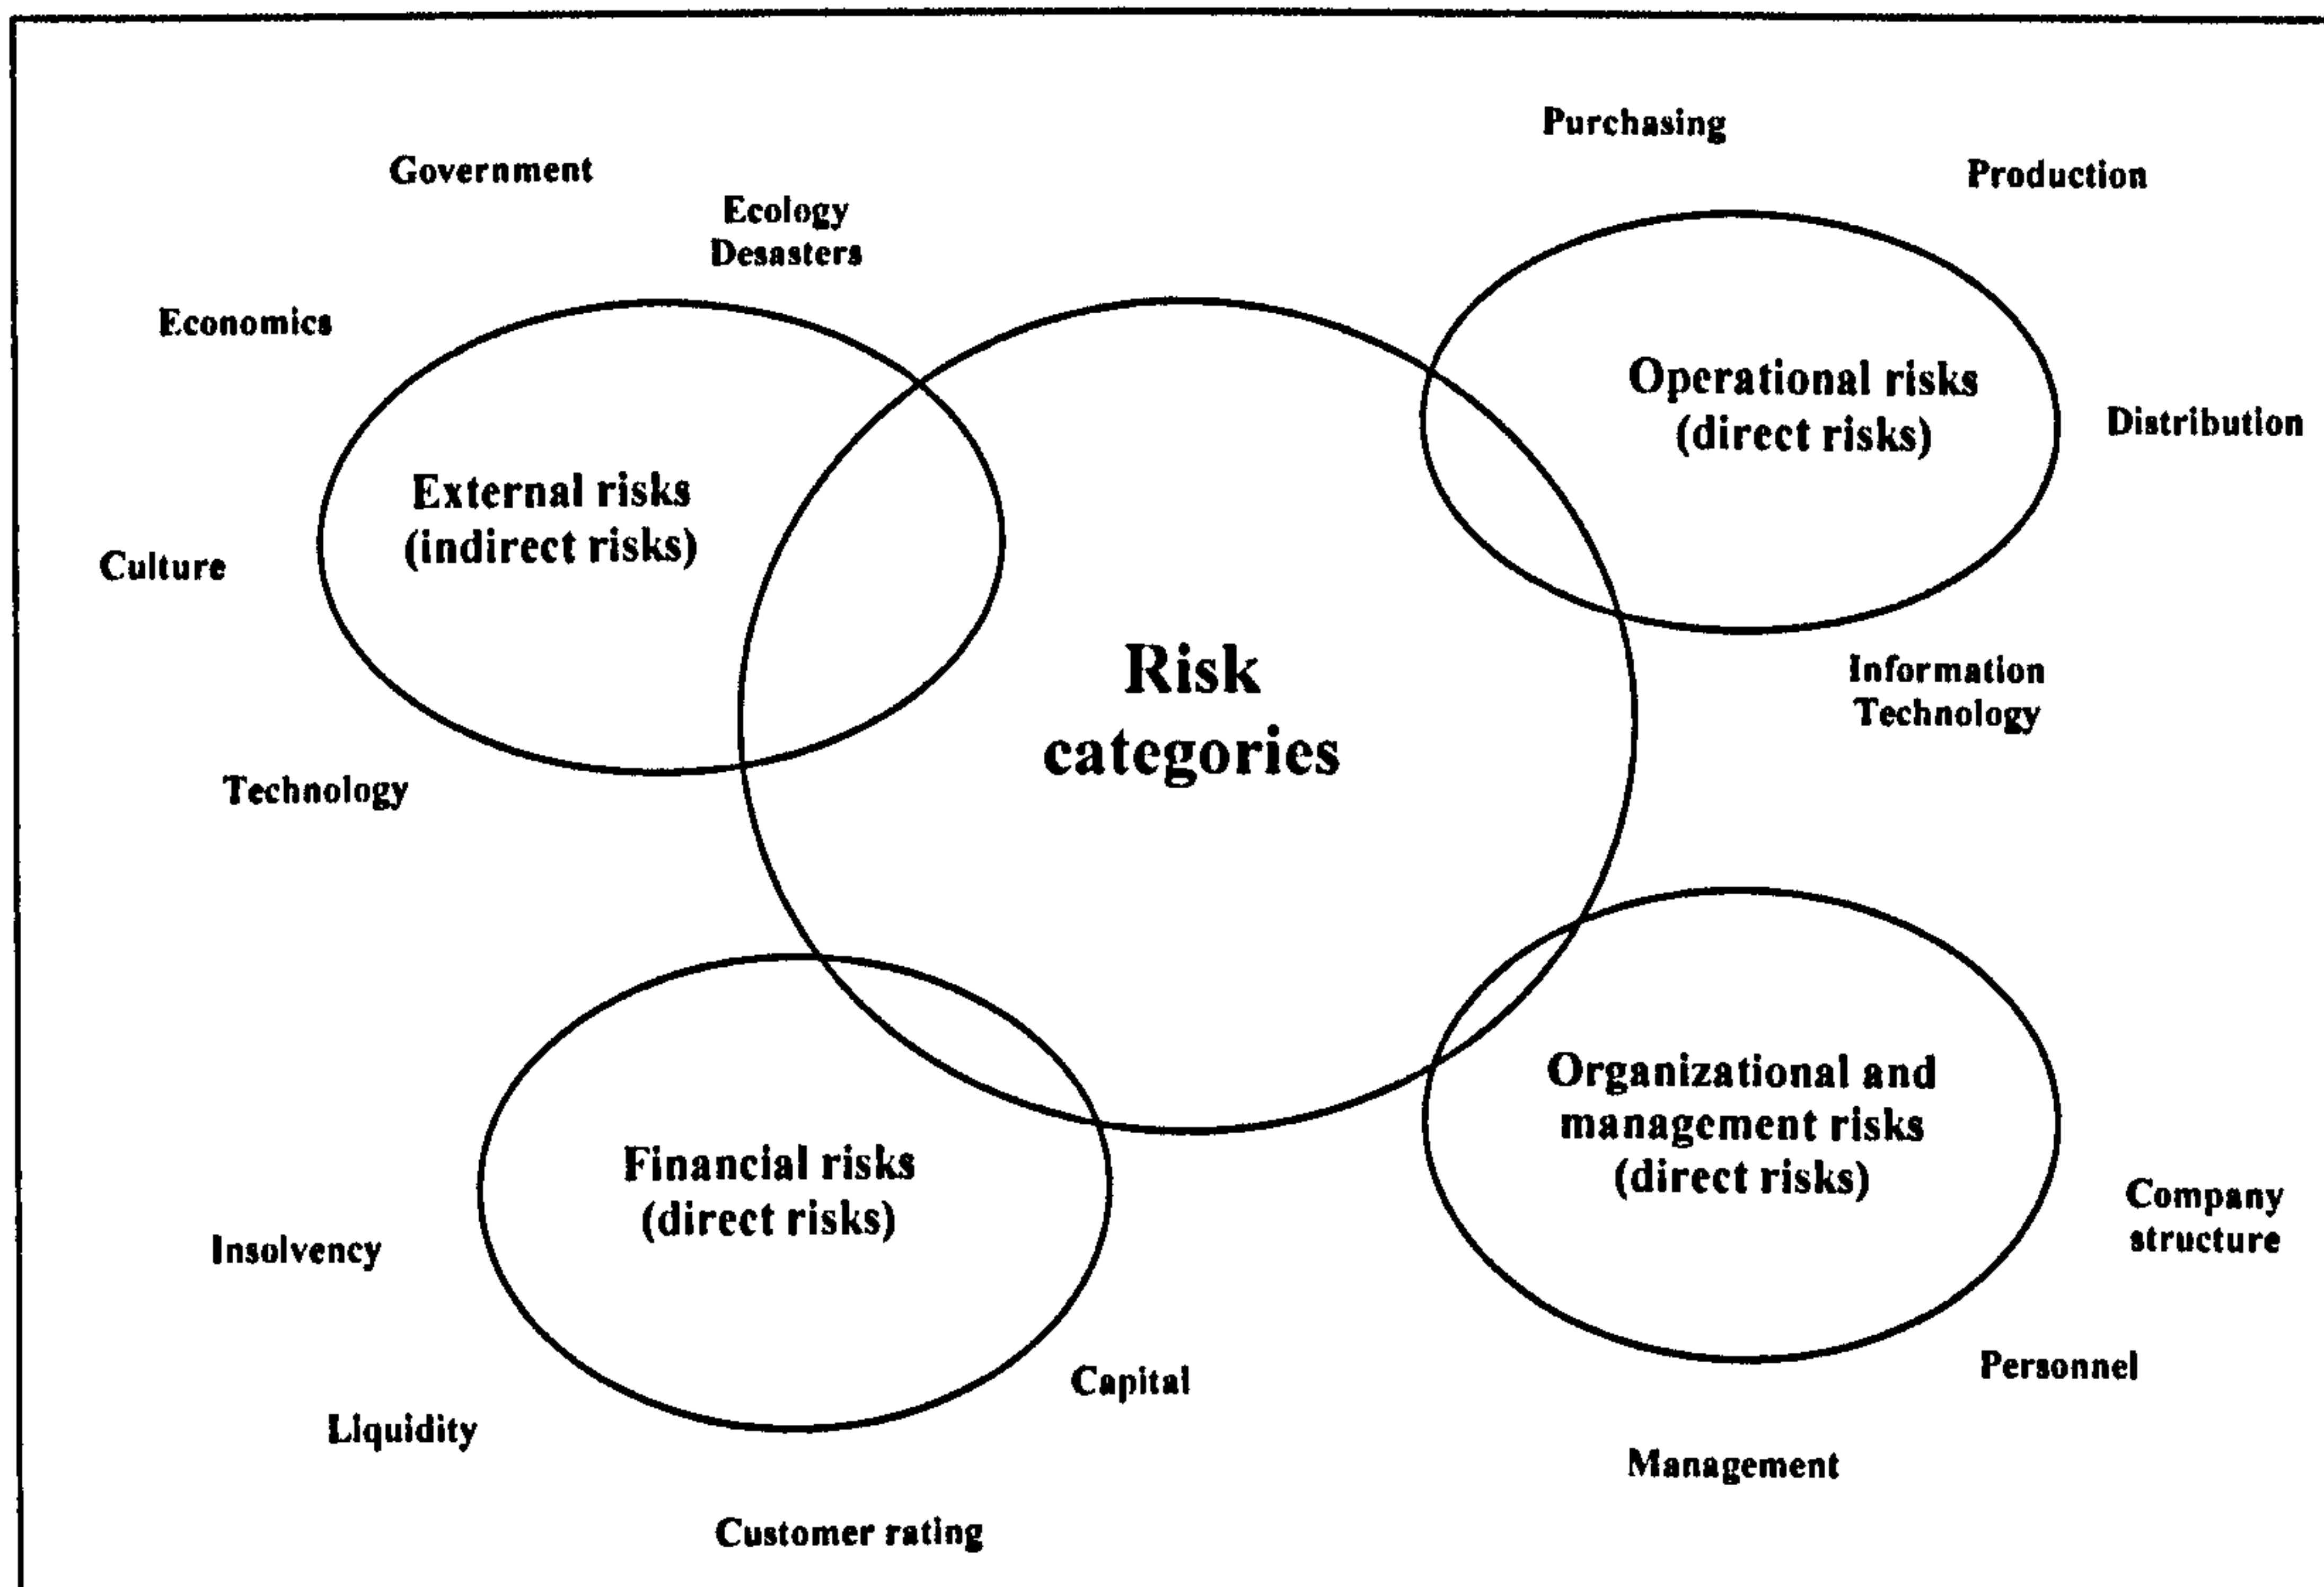 Purchasing
Government
Production
Ecology
Desasters
Economics
Operational risks
(direct risks)
Distribution
External risks
(indirect risks)
Culture
Risk
categories
Information
Technology
Technology
Organizational and
management risks
(direct risks)
Financial risks
(direct risks)
Company
structure
Insolvency
Personnel
Capital
Liquidity
Management
Customer rating